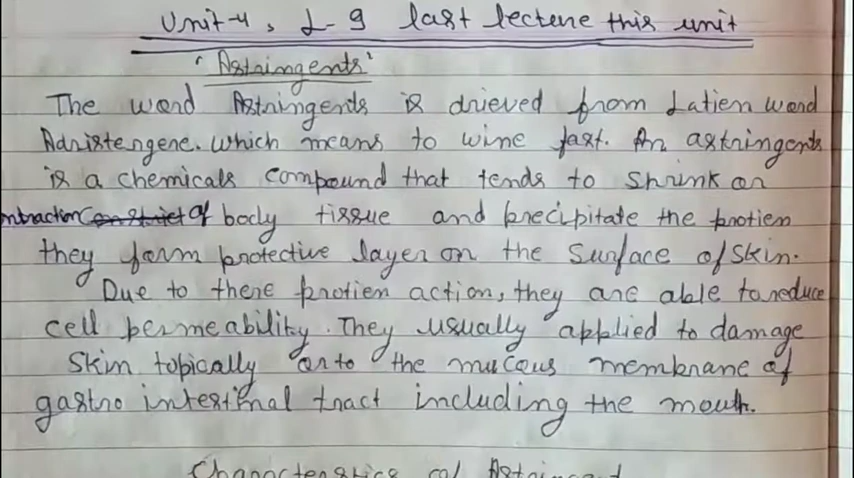 Unit-4, L-9 last lecture this unit
'Astringents'
The word Astringents is drieved from Latien word
Adristengene. which means to wine fast. An astringents
is a chemicals compound that tends to shrink or
ntraction of body tissue and precipitate the protien
they form protective layer on the surface of skin.
Due to there protien action, they are able to reduce
cell permeability. They usually applied to damage
skin topically or to the mucous membrane of
gastro intestinal tract including the mouth.
Characterstics of Astringent